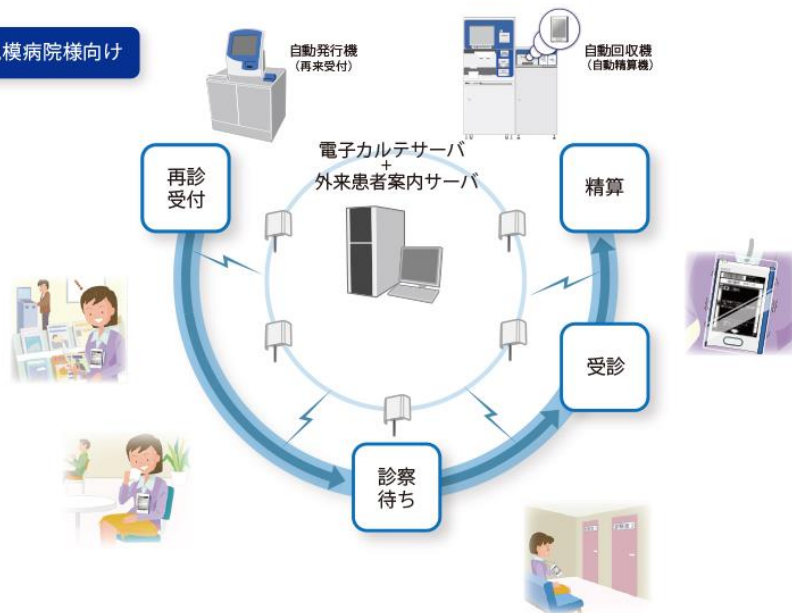 模病院様向け
自動発行機
（再来受付）
自動回収機
（自動精算機）
電子カルテサーバ
+
外来患者案内サーバ
再診
受付
精算
受診
診察
待ち